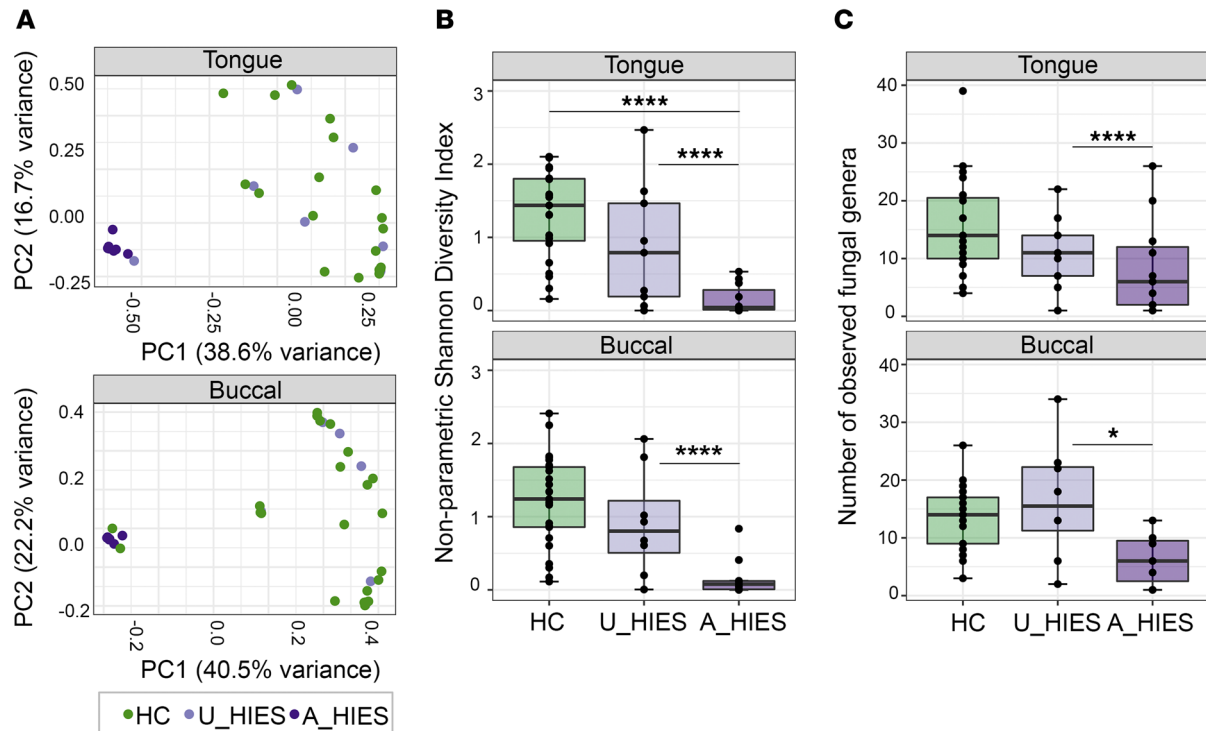 A
Tongue
PC2 (16.7% variance)
0.50
0.25
0.00
-0.25
-0.50
-0.25
0.00
0.25
PC1 (38.6% variance)
Buccal
PC2 (22.2% variance)
0.4
0.2
0.0
-0.2
-0.2
0.0
0.2
0.4
PC1 (40.5% variance)
HC U_HIES A_HIES
B
Non-parametric Shannon Diversity Index
Tongue
3
2
1
0
****
****
Buccal
3
2
1
0
****
HC U_HIES A_HIES
C
Number of observed fungal genera
Tongue
40
30
20
10
0
****
Buccal
40
30
20
10
0
*
HC U_HIES A_HIES